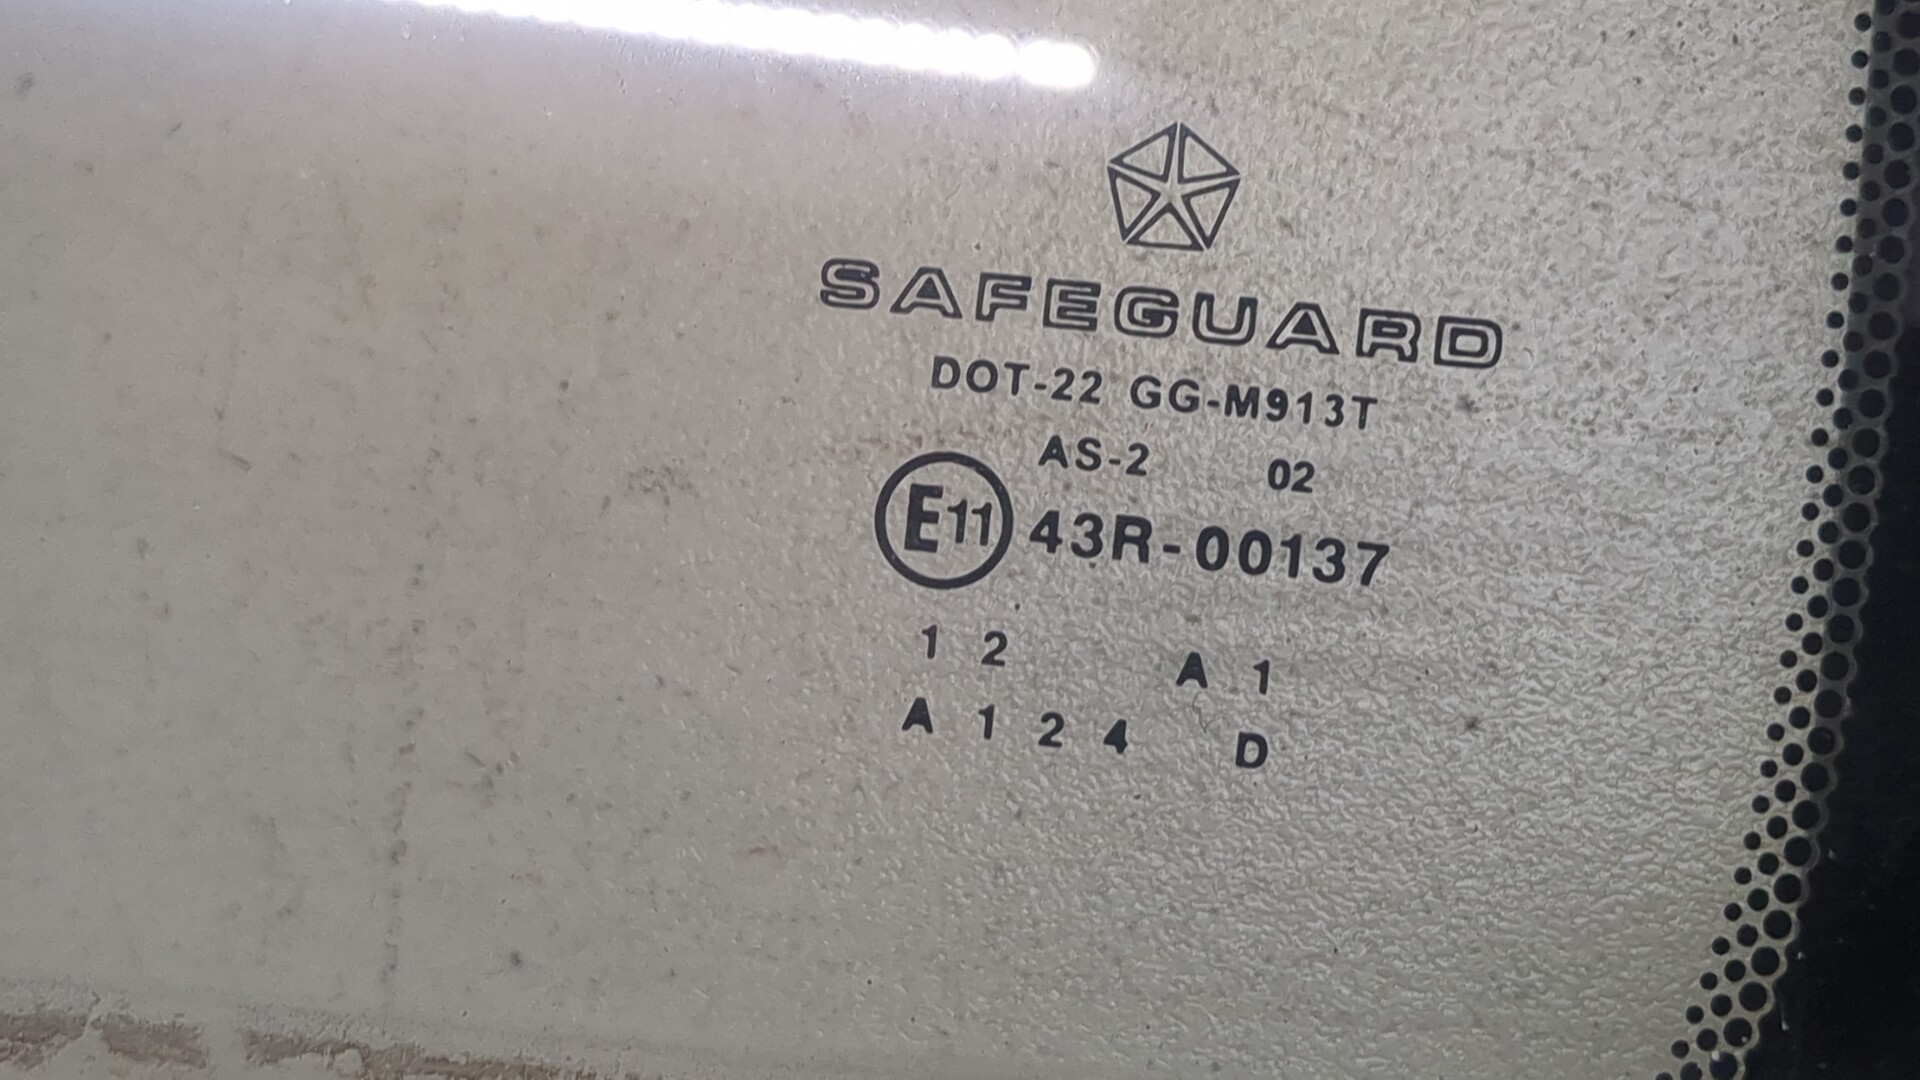 SAFEGUARD
DOT-22 GG-M913T
AS-2 02
E11 43R-00137
1 2 A 1
A 1 2 4 D